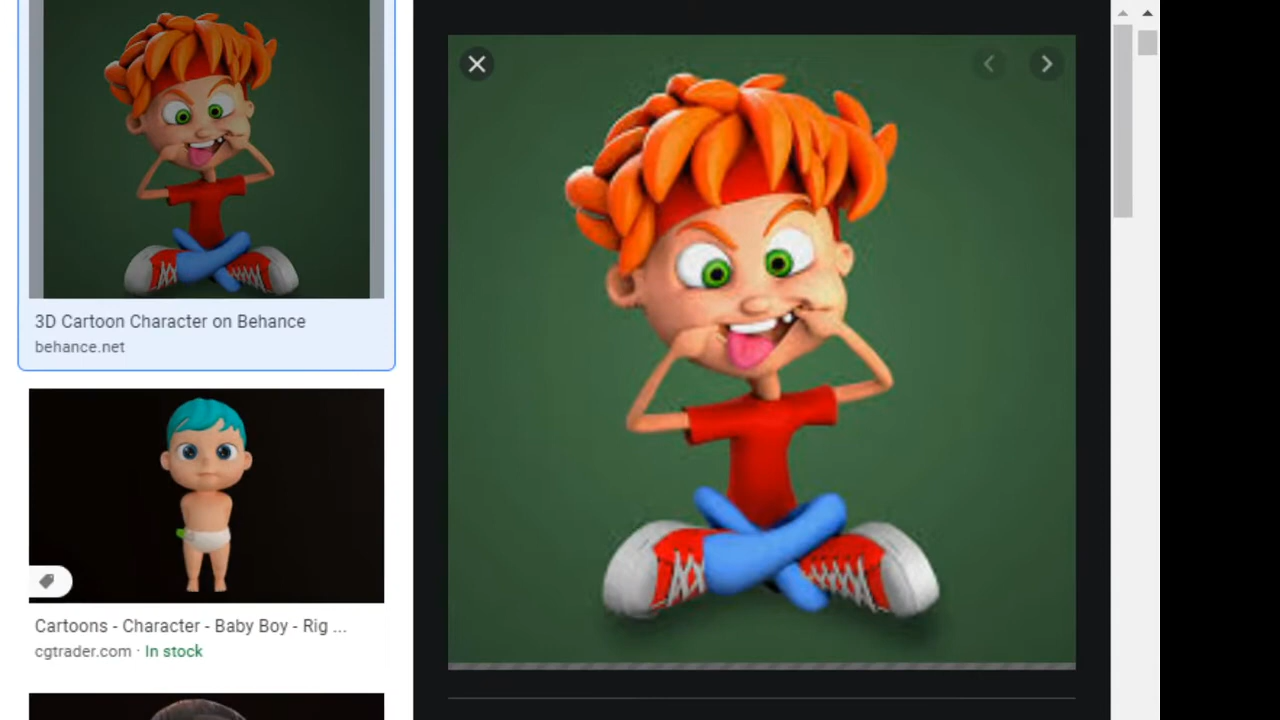 3D Cartoon Character on Behance
behance.net
Cartoons - Character - Baby Boy - Rig ...
cgtrader.com · In stock